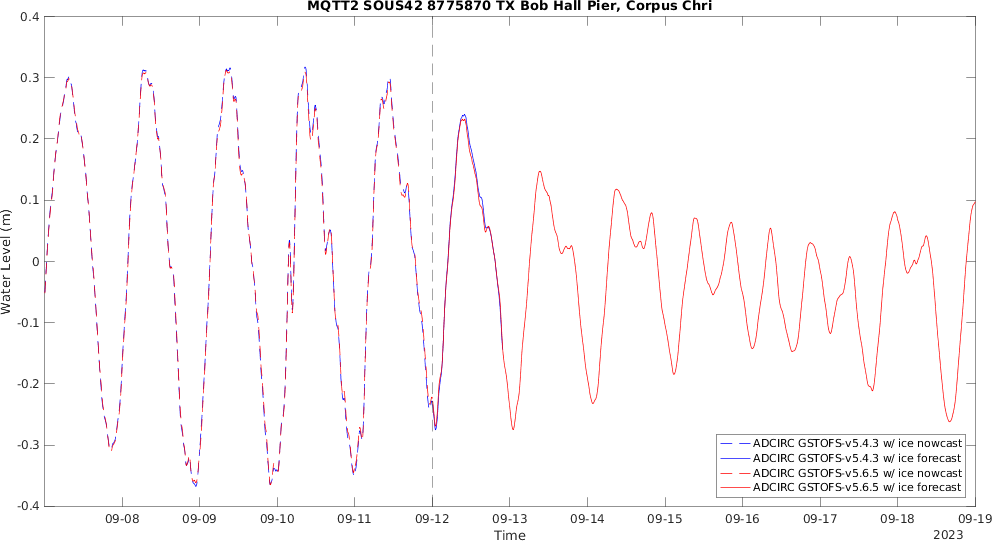 MQTT2 SOUS42 8775870 TX Bob Hall Pier, Corpus Chri
0.4
0.3
0.2
0.1
0
-0.1
-0.2
-0.3
-0.4
Water Level (m)
09-08 09-09 09-10 09-11 09-12 09-13 09-14 09-15 09-16 09-17 09-18 09-19
Time
2023
ADCIRC GSTOFS-v5.4.3 w/ ice nowcast
ADCIRC GSTOFS-v5.4.3 w/ ice forecast
ADCIRC GSTOFS-v5.6.5 w/ ice nowcast
ADCIRC GSTOFS-v5.6.5 w/ ice forecast